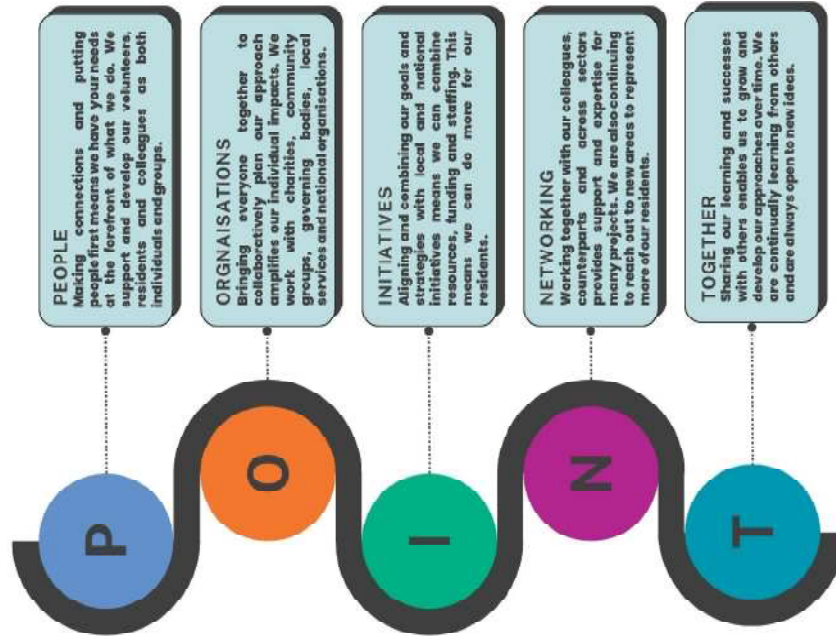 P
PEOPLE
Making connections and putting
people first means we have your needs
at the forefront of what we do. We
support and develop our volunteers,
residents and colleagues as both
individuals and groups.
O
ORGNAISATIONS
Bringing everyone together to
collaboratively plan our approach
amplifies our individual impacts. We
work with charities, community
groups, governing bodies, local
services and national organisations.
I
INITIATIVES
Aligning and combining our goals and
strategies with local and national
initiatives means we can combine
resources, funding and staffing. This
means we can do more for our
residents.
N
NETWORKING
Working together with our colleagues,
counterparts and across sectors
provides support and expertise for
many projects. We are also continuing
to reach out to new areas to represent
more of our residents.
T
TOGETHER
Sharing our learning and successes
with others enables us to grow and
develop our approaches over time. We
are continually learning from others
and are always open to new ideas.